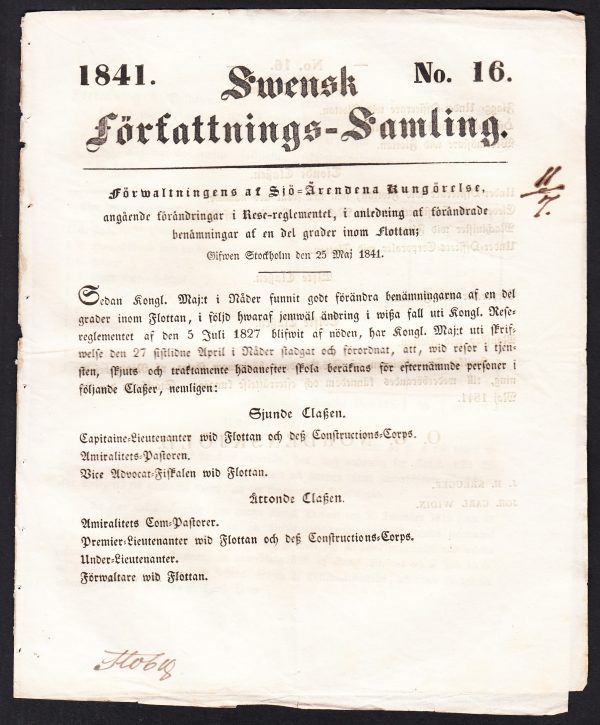 1841.
No. 16.
Swensk
Författnings-Samling.
Förwaltningens af Sjö-Ärendena Kungörelse,
angående förändringar i Rese-reglementet, i anledning af förändrade
benämningar af en del grader inom Flottan;
Gifwen Stockholm den 25 Maj 1841.
11/7.
Sedan Kongl. Maj:t i Nåder funnit godt förändra benämningarna af en del
grader inom Flottan, i följd hwaraf jemwäl ändring i wißa fall uti Kongl. Rese-
reglementet af den 5 Juli 1827 blifwit af nöden, har Kongl. Maj:t uti skrif-
welse den 27 sistlidne April i Nåder stadgat och förordnat, att, wid resor i tjen-
sten, skjuts och traktamente hädanefter skola beräknas för efternämnde personer i
följande Claßer, nemligen:
Sjunde Claßen.
Capitaine-Lieutenanter wid Flottan och deß Constructions-Corps.
Amiralitets-Pastoren.
Vice Advocat-Fiskalen wid Flottan.
Åttonde Claßen.
Amiralitets Com-Pastorer.
Premier-Lieutenanter wid Flottan och deß Constructions-Corps.
Under-Lieutenanter.
Förwaltare wid Flottan.